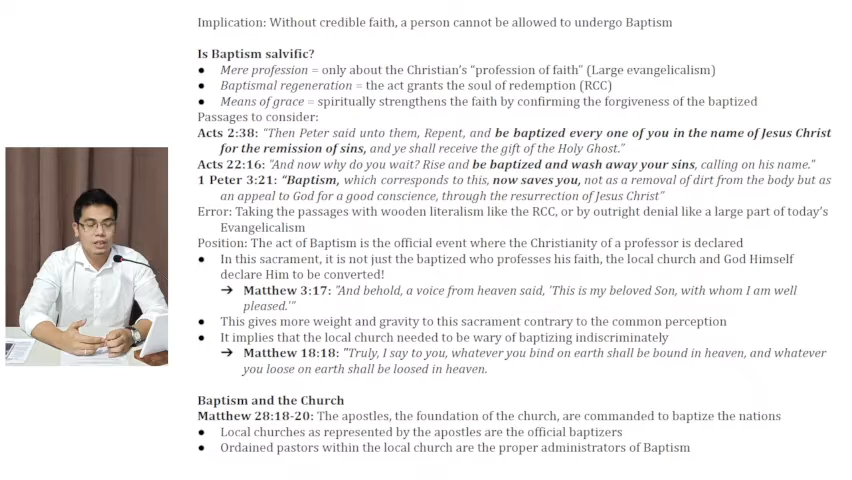 Implication: Without credible faith, a person cannot be allowed to undergo Baptism
Is Baptism salvific?
● Mere profession = only about the Christian's "profession of faith" (Large evangelicalism)
● Baptismal regeneration = the act grants the soul of redemption (RCC)
● Means of grace = spiritually strengthens the faith by confirming the forgiveness of the baptized
Passages to consider:
Acts 2:38: "Then Peter said unto them, Repent, and be baptized every one of you in the name of Jesus Christ
for the remission of sins, and ye shall receive the gift of the Holy Ghost."
Acts 22:16: "And now why do you wait? Rise and be baptized and wash away your sins, calling on his name."
1 Peter 3:21: "Baptism, which corresponds to this, now saves you, not as a removal of dirt from the body but as
an appeal to God for a good conscience, through the resurrection of Jesus Christ"
Error: Taking the passages with wooden literalism like the RCC, or by outright denial like a large part of today's
Evangelicalism
Position: The act of Baptism is the official event where the Christianity of a professor is declared
● In this sacrament, it is not just the baptized who professes his faith, the local church and God Himself
declare Him to be converted!
➔ Matthew 3:17: "And behold, a voice from heaven said, 'This is my beloved Son, with whom I am well
pleased.'"
● This gives more weight and gravity to this sacrament contrary to the common perception
● It implies that the local church needed to be wary of baptizing indiscriminately
➔ Matthew 18:18: "Truly, I say to you, whatever you bind on earth shall be bound in heaven, and whatever
you loose on earth shall be loosed in heaven.
Baptism and the Church
Matthew 28:18-20: The apostles, the foundation of the church, are commanded to baptize the nations
● Local churches as represented by the apostles are the official baptizers
● Ordained pastors within the local church are the proper administrators of Baptism